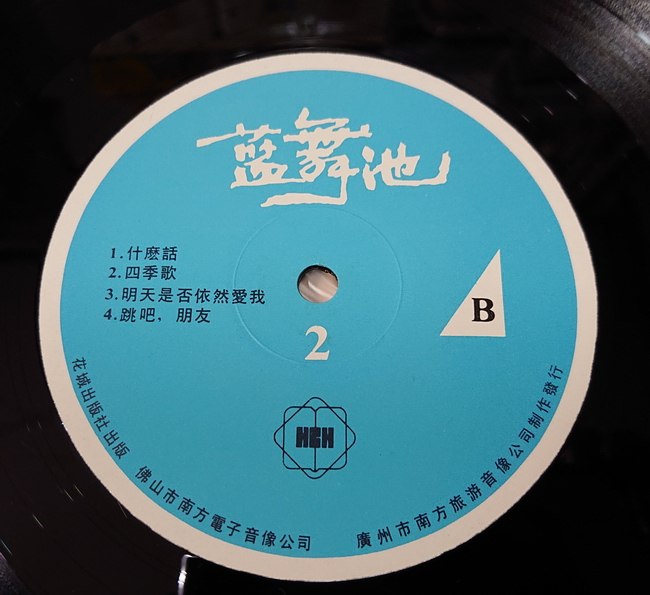 蓝舞池
1.什麽話
2.四季歌
3.明天是否依然愛我
4.跳吧，朋友
B
2
HCH
花城出版社出版 佛山市南方電子音像公司 廣州市南方旅游音像公司制作發行